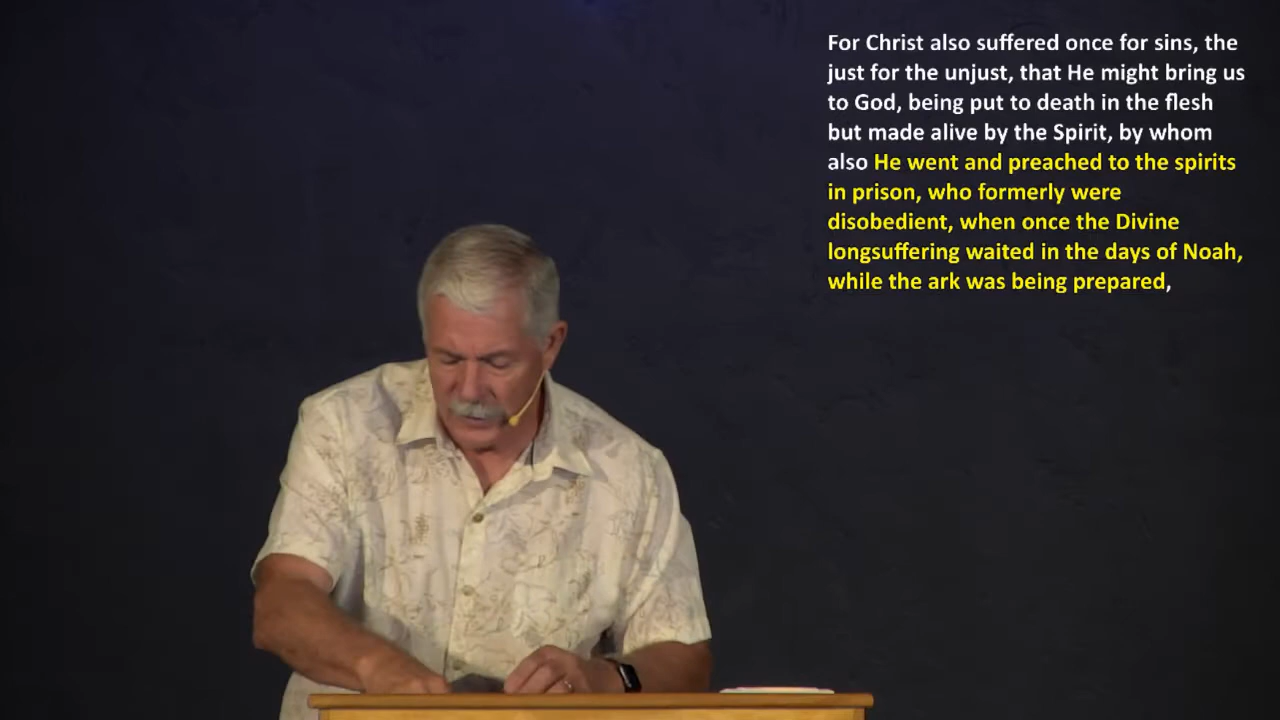 For Christ also suffered once for sins, the
just for the unjust, that He might bring us
to God, being put to death in the flesh
but made alive by the Spirit, by whom
also He went and preached to the spirits
in prison, who formerly were
disobedient, when once the Divine
longsuffering waited in the days of Noah,
while the ark was being prepared,